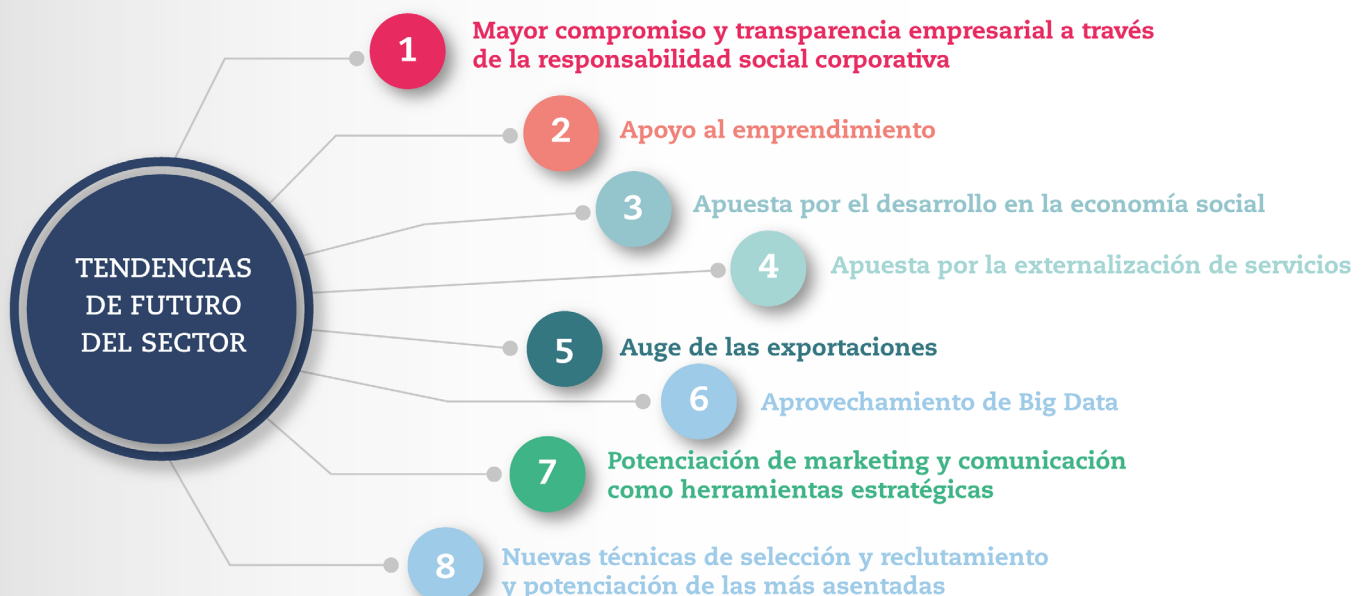 TENDENCIAS
DE FUTURO
DEL SECTOR
1
Mayor compromiso y transparencia empresarial a través
de la responsabilidad social corporativa
2
Apoyo al emprendimiento
3
Apuesta por el desarrollo en la economía social
4
Apuesta por la externalización de servicios
5
Auge de las exportaciones
6
Aprovechamiento de Big Data
7
Potenciación de marketing y comunicación
como herramientas estratégicas
8
Nuevas técnicas de selección y reclutamiento
y potenciación de las más asentadas